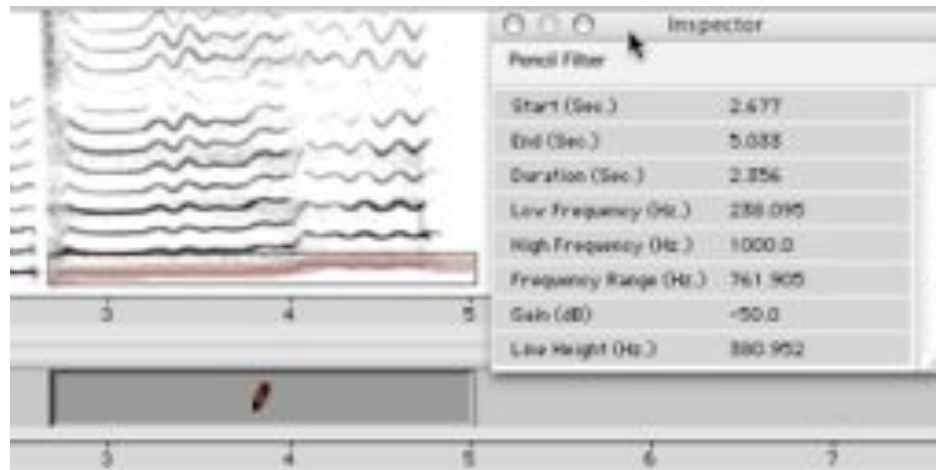 Inspector
Pencil Filter
Start (Sec.) 2.677
End (Sec.) 5.033
Duration (Sec.) 2.356
Low Frequency (Hz.) 238.095
High Frequency (Hz.) 1000.0
Frequency Range (Hz.) 761.905
Gain (dB) -50.0
Line Height (Hz.) 380.952
3 4 5
3 4 5 6 7